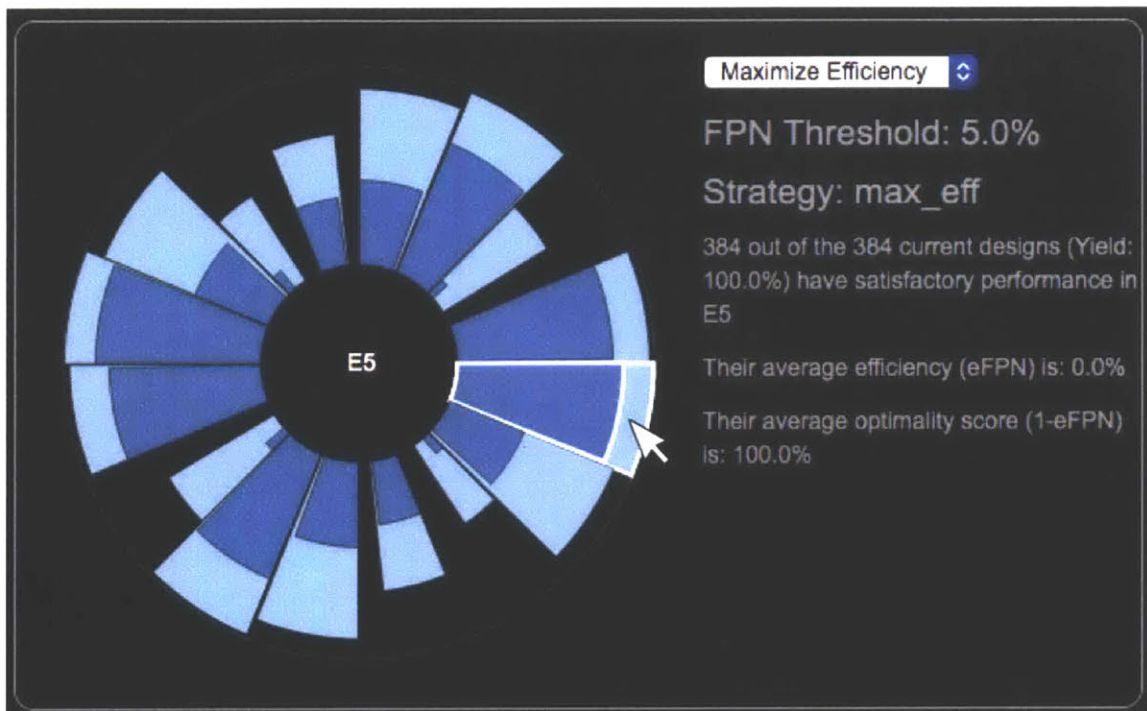 Maximize Efficiency
FPN Threshold: 5.0%
Strategy: max_eff
384 out of the 384 current designs (Yield:
100.0%) have satisfactory performance in
E5
Their average efficiency (eFPN) is: 0.0%
Their average optimality score (1-eFPN)
is: 100.0%
E5